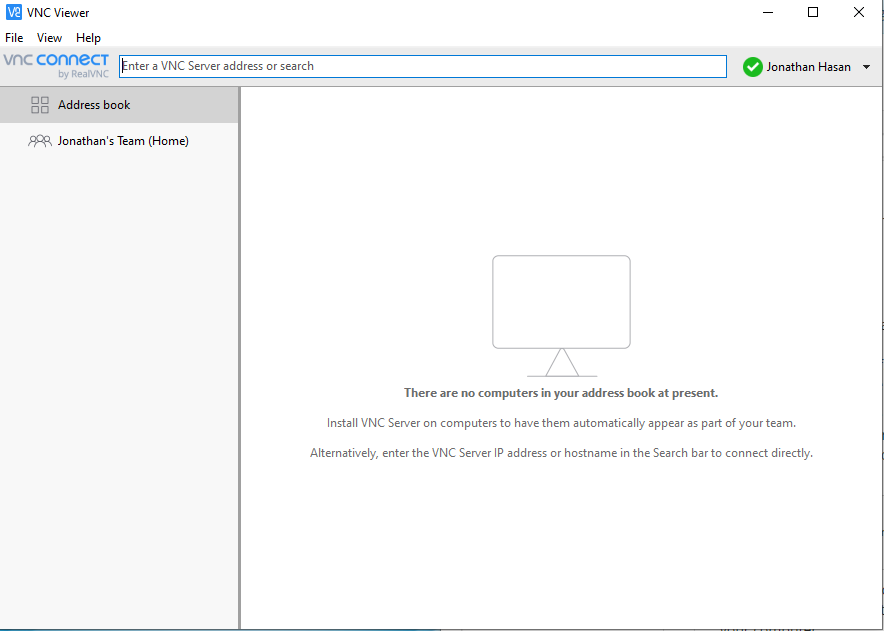 VNC Viewer
File View Help
vnc connect
by RealVNC
Enter a VNC Server address or search
Jonathan Hasan
Address book
Jonathan's Team (Home)
There are no computers in your address book at present.
Install VNC Server on computers to have them automatically appear as part of your team.
Alternatively, enter the VNC Server IP address or hostname in the Search bar to connect directly.